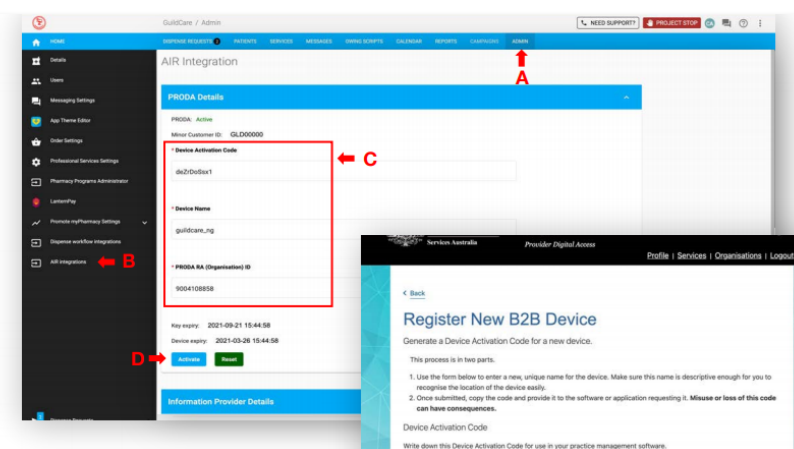 GuildCare / Admin
NEED SUPPORT?
PROJECT STOP
HOME
DISPENSE REQUESTS PATIENTS SERVICES MESSAGES OWING SCRIPTS CALENDAR REPORTS CAMPAIGNS ADMIN
Details
Users
Messaging Settings
App Theme Editor
Order Settings
Professional Services Settings
Pharmacy Programs Administrator
LanternPay
Promote myPharmacy Settings
Dispense workflow integrations
AIR integrations
B
A
AIR Integration
PRODA Details
PRODA: Active
Minor Customer ID: GLD00000
* Device Activation Code
deZrDoSsx1
C
* Device Name
guildcare_ng
* PRODA RA (Organisation) ID
9004108858
Key expiry: 2021-09-21 15:44:58
Device expiry: 2021-03-26 15:44:58
D
Activate Reset
Information Provider Details
Services Australia
Provider Digital Access
Profile | Services | Organisations | Logout
< Back
Register New B2B Device
Generate a Device Activation Code for a new device.
This process is in two parts.
1. Use the form below to enter a new, unique name for the device. Make sure this name is descriptive enough for you to
recognise the location of the device easily.
2. Once submitted, copy the code and provide it to the software or application requesting it. Misuse or loss of this code
can have consequences.
Device Activation Code
Write down this Device Activation Code for use in your practice management software.